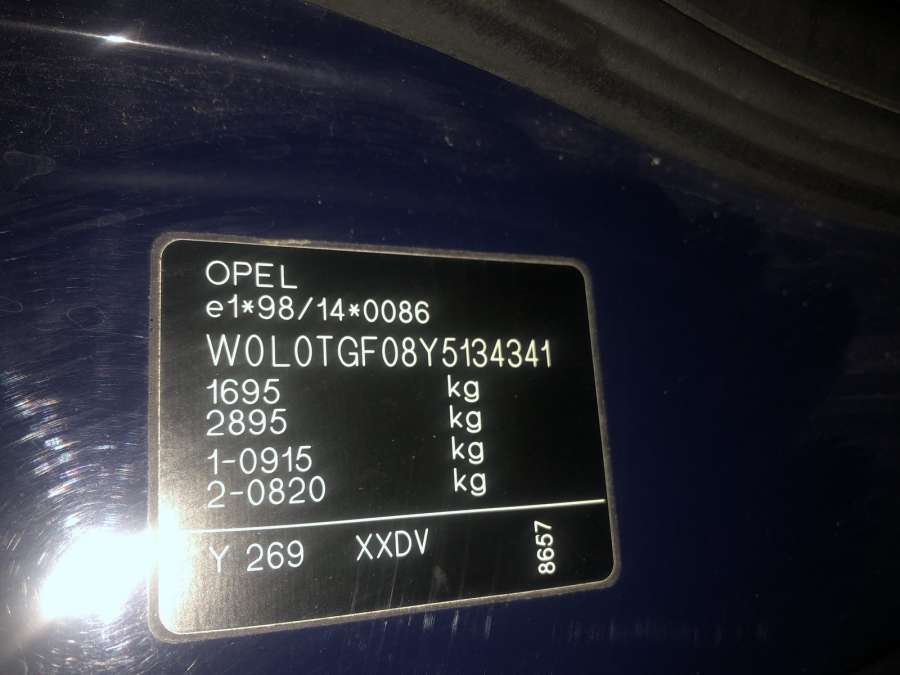 OPEL
e1*98/14*0086
W0L0TGF08Y5134341
1695 kg
2895 kg
1-0915 kg
2-0820 kg
Y 269 XXDV 8657